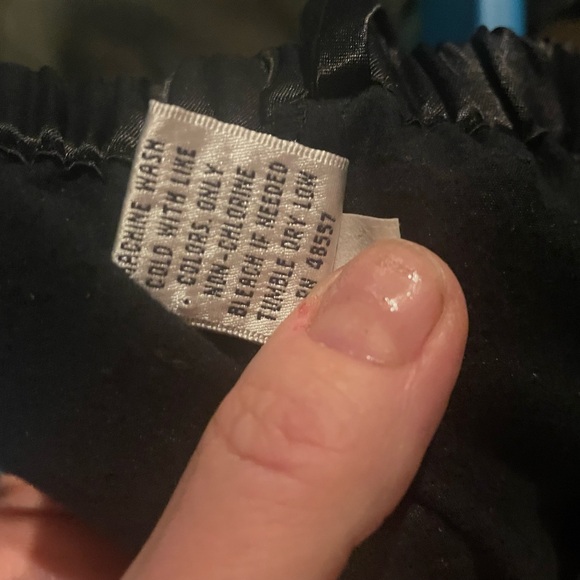 MACHINE WASH
COLD WITH LIKE
COLORS. ONLY
NON-CHLORINE
BLEACH IF NEEDED
TUMBLE DRY LOW
RN 48557